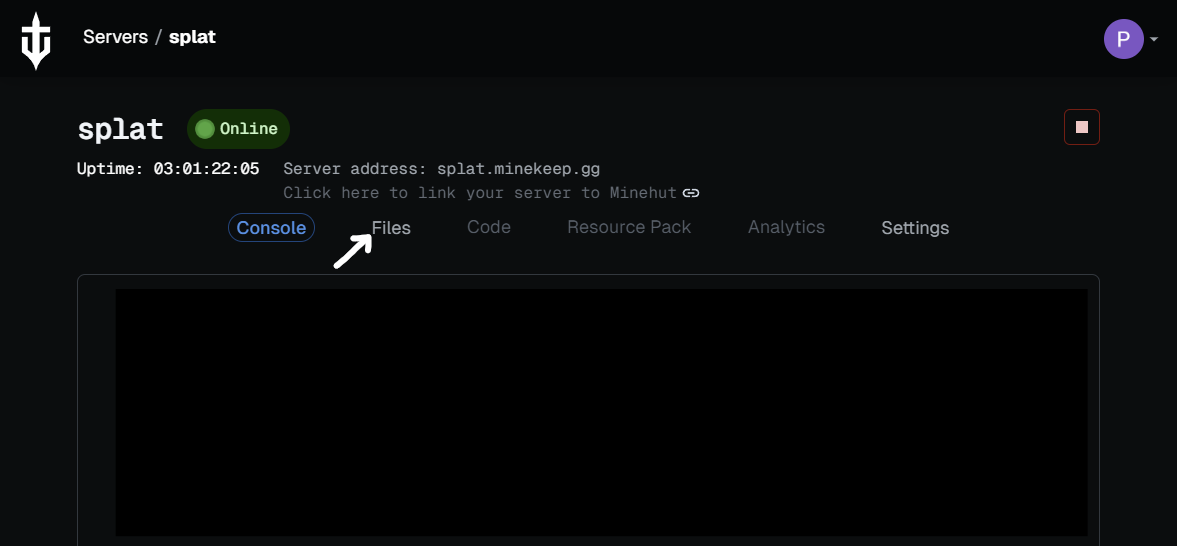 Servers / splat
P
splat
Online
Uptime: 03:01:22:05
Server address: splat.minekeep.gg
Click here to link your server to Minehut
Console
Files
Code
Resource Pack
Analytics
Settings